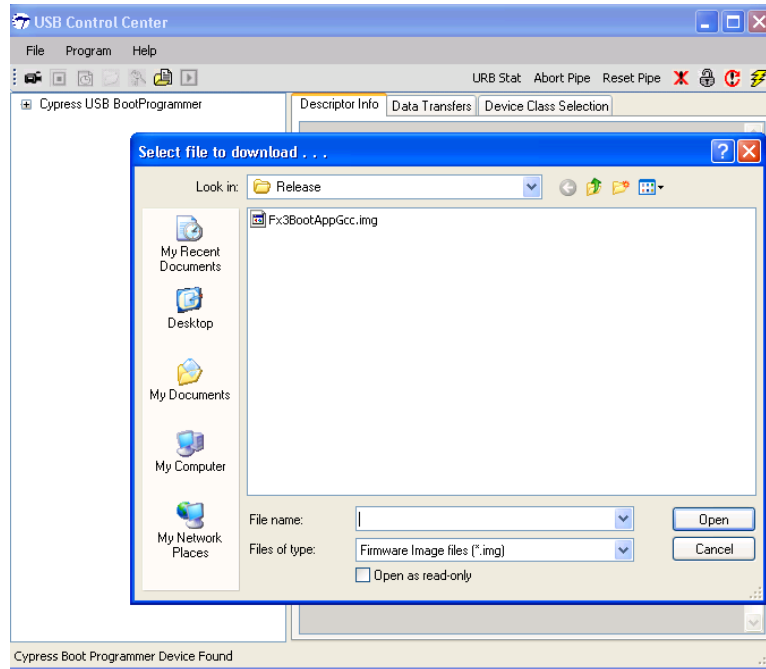 USB Control Center
File Program Help
URB Stat Abort Pipe Reset Pipe
Cypress USB BootProgrammer
Descriptor Info Data Transfers Device Class Selection
Select file to download . . .
Look in: Release
Fx3BootAppGcc.img
My Recent
Documents
Desktop
My Documents
My Computer
My Network
Places
File name:
Open
Files of type: Firmware Image files (*.img)
Cancel
Open as read-only
Cypress Boot Programmer Device Found